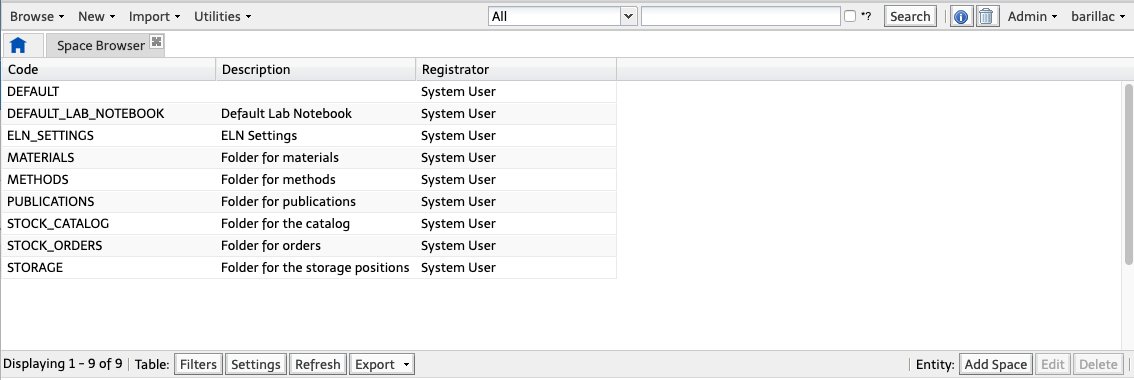 Browse New Import Utilities All *? Search Admin barillac
Space Browser
Code Description Registrator
DEFAULT System User
DEFAULT_LAB_NOTEBOOK Default Lab Notebook System User
ELN_SETTINGS ELN Settings System User
MATERIALS Folder for materials System User
METHODS Folder for methods System User
PUBLICATIONS Folder for publications System User
STOCK_CATALOG Folder for the catalog System User
STOCK_ORDERS Folder for orders System User
STORAGE Folder for the storage positions System User
Displaying 1 - 9 of 9 Table: Filters Settings Refresh Export Entity: Add Space Edit Delete